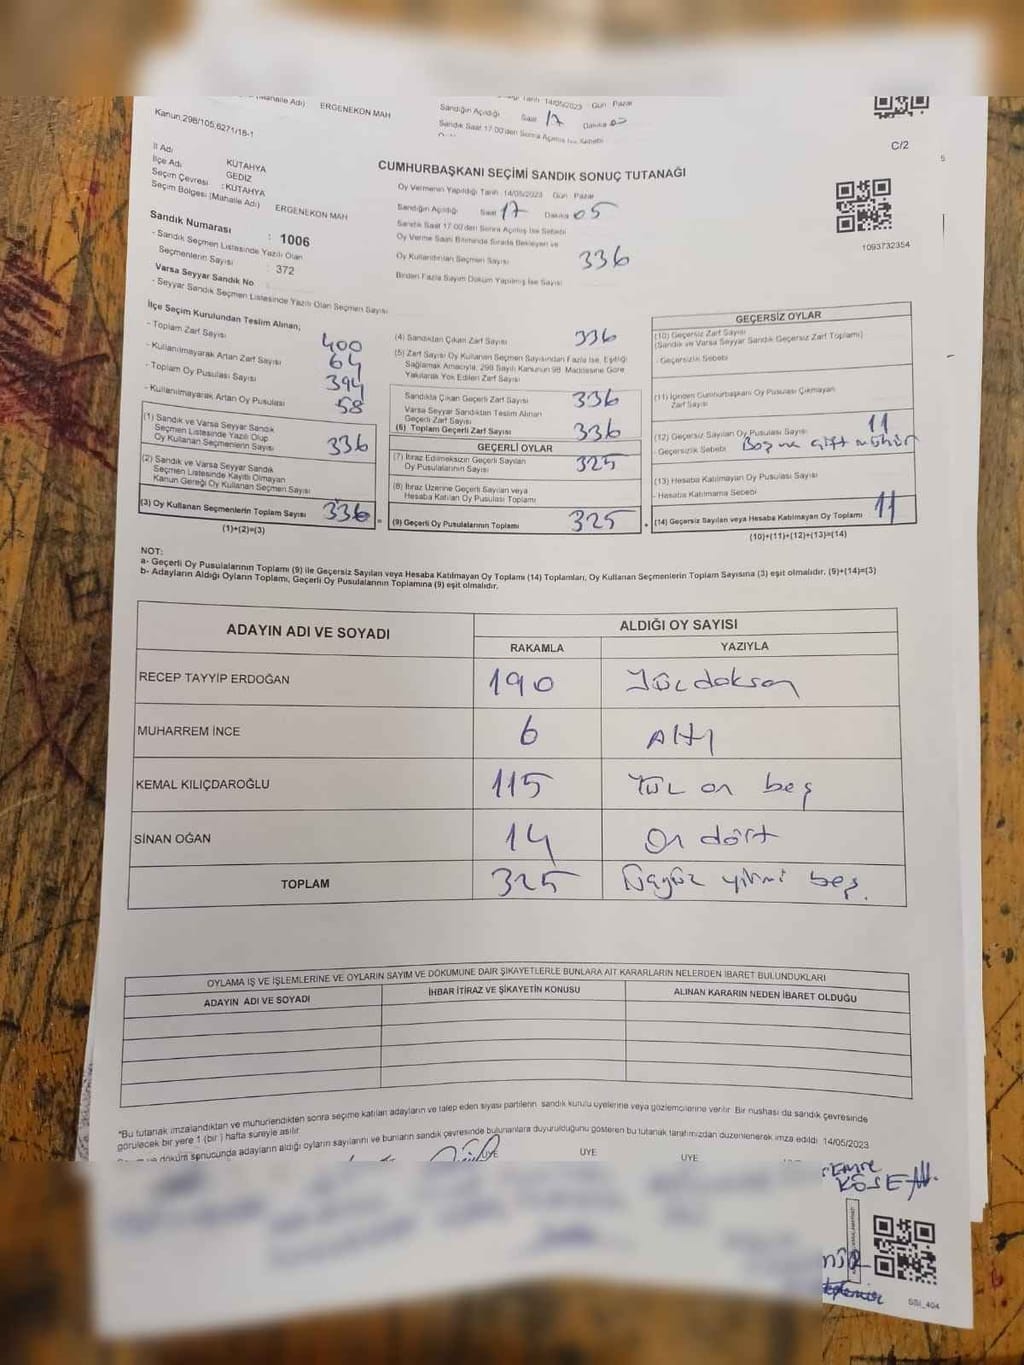 (Mahalle Adı) ERGENEKON MAH
Tarih 14/05/2023 Gün Pazar
Sandığın Açıldığı Saat 17 Dakika 05
Sandık Saat 17:00'den Sonra Açılmış İse Sebebi
Kanun,298/105,6271/18-1
C/2
5
İl Adı : KÜTAHYA
İlçe Adı : GEDİZ
Seçim Çevresi : KÜTAHYA
Seçim Bölgesi (Mahalle Adı) ERGENEKON MAH
CUMHURBAŞKANI SEÇİMİ SANDIK SONUÇ TUTANAĞI
Oy Vermenin Yapıldığı Tarih 14/05/2023 Gün : Pazar
Sandığın Açıldığı Saat 17 Dakika 05
Sandık Saat 17:00'den Sonra Açılmış İse Sebebi
Oy Verme Saati Bitiminde Sırada Bekleyen ve
Oy Kullandırılan Seçmen Sayısı 336
Birden Fazla Sayım Döküm Yapılmış İse Sayısı
1093732354
Sandık Numarası : 1006
- Sandık Seçmen Listesinde Yazılı Olan
Seçmenlerin Sayısı : 372
Varsa Seyyar Sandık No
- Seyyar Sandık Seçmen Listesinde Yazılı Olan Seçmen Sayısı
İlçe Seçim Kurulundan Teslim Alınan;
- Toplam Zarf Sayısı 400
- Kullanılmayarak Artan Zarf Sayısı 64
- Toplam Oy Pusulası Sayısı 394
- Kullanılmayarak Artan Oy Pusulası 58
(1) Sandık ve Varsa Seyyar Sandık
Seçmen Listesinde Yazılı Olup
Oy Kullanan Seçmenlerin Sayısı 336
(2) Sandık ve Varsa Seyyar Sandık
Seçmen Listesinde Kayıtlı Olmayan
Kanun Gereği Oy Kullanan Seçmen Sayısı
(3) Oy Kullanan Seçmenlerin Toplam Sayısı 336 =
(1)+(2)=(3)
(4) Sandıktan Çıkan Zarf Sayısı 336
(5) Zarf Sayısı Oy Kullanan Seçmen Sayısından Fazla İse, Eşitliği
Sağlamak Amacıyla, 298 Sayılı Kanunun 98. Maddesine Göre
Yakılarak Yok Edilen Zarf Sayısı
Sandıkta Çıkan Geçerli Zarf Sayısı 336
Varsa Seyyar Sandıktan Teslim Alınan
Geçerli Zarf Sayısı
(6) Toplam Geçerli Zarf Sayısı 336
GEÇERLİ OYLAR
(7) İtiraz Edilmeksizin Geçerli Sayılan
Oy Pusulalarının Sayısı 325
(8) İtiraz Üzerine Geçerli Sayılan veya
Hesaba Katılan Oy Pusulası Toplamı
(9) Geçerli Oy Pusulalarının Toplamı 325
GEÇERSİZ OYLAR
(10) Geçersiz Zarf Sayısı
(Sandık ve Varsa Seyyar Sandık Geçersiz Zarf Toplamı)
- Geçersizlik Sebebi
(11) İçinden Cumhurbaşkanı Oy Pusulası Çıkmayan
Zarf Sayısı
(12) Geçersiz Sayılan Oy Pusulası Sayısı 11
- Geçersizlik Sebebi Boş ve çift mühür
(13) Hesaba Katılmayan Oy Pusulası Sayısı
- Hesaba Katılmama Sebebi
(14) Geçersiz Sayılan veya Hesaba Katılmayan Oy Toplamı 11
(10)+(11)+(12)+(13)=(14)
NOT:
a- Geçerli Oy Pusulalarının Toplamı (9) ile Geçersiz Sayılan veya Hesaba Katılmayan Oy Toplamı (14) Toplamları, Oy Kullanan Seçmenlerin Toplam Sayısına (3) eşit olmalıdır. (9)+(14)=(3)
b- Adayların Aldığı Oyların Toplamı, Geçerli Oy Pusulalarının Toplamına (9) eşit olmalıdır.
ADAYIN ADI VE SOYADI ALDIĞI OY SAYISI
RAKAMLA YAZIYLA
RECEP TAYYİP ERDOĞAN 190 Yüz doksan
MUHARREM İNCE 6 Altı
KEMAL KILIÇDAROĞLU 115 Yüz on beş
SİNAN OĞAN 14 On dört
TOPLAM 325 Üçyüz yirmi beş.
OYLAMA İŞ VE İŞLEMLERİNE VE OYLARIN SAYIM VE DÖKÜMÜNE DAİR ŞİKAYETLERLE BUNLARA AİT KARARLARIN NELERDEN İBARET BULUNDUKLARI
ADAYIN ADI VE SOYADI İHBAR İTİRAZ VE ŞİKAYETİN KONUSU ALINAN KARARIN NEDEN İBARET OLDUĞU
*Bu tutanak imzalandıktan ve mühürlendikten sonra seçime katılan adayların ve talep eden siyasi partilerin sandık kurulu üyelerine veya gözlemcilerine verilir. Bir nüshası da sandık çevresinde
görülecek bir yere 1 (bir) hafta süreyle asılır.
döküm sonucunda adayların aldığı oyların sayılarını ve bunların sandık çevresinde bulunanlara duyurulduğunu gösteren bu tutanak tarafımızdan düzenlenerek imza edildi. 14/05/2023
ÜYE ÜYE ÜYE
Emre
KÖSE
SSI_404